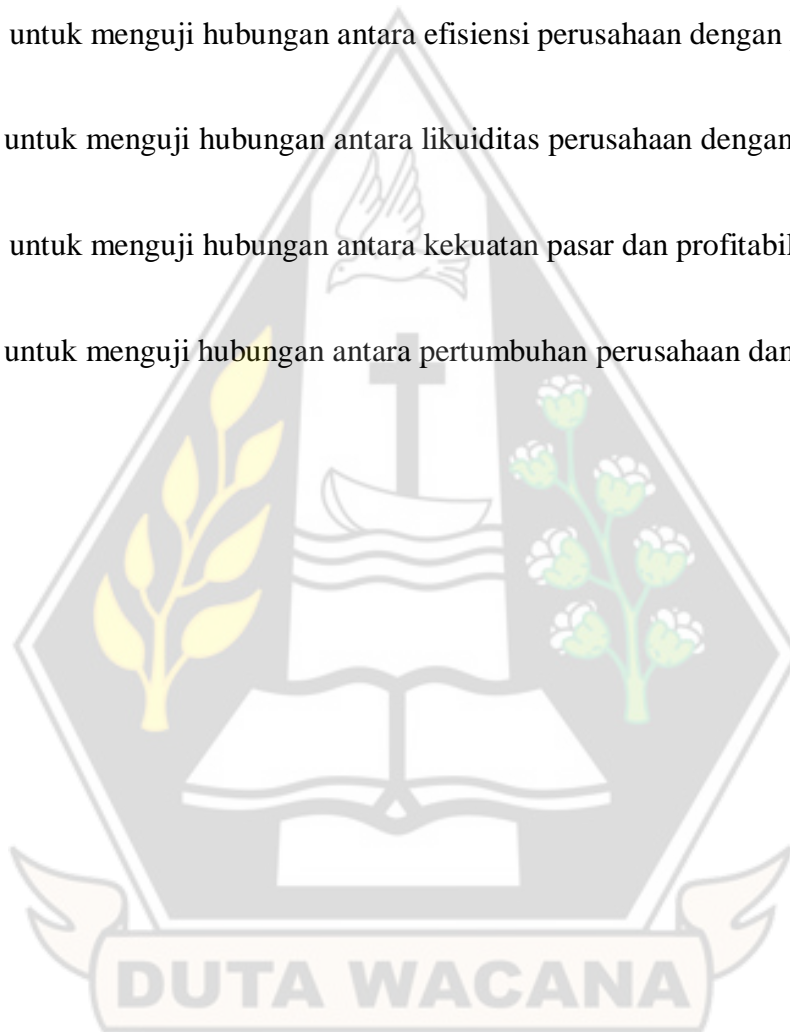 untuk menguji hubungan antara efisiensi perusahaan dengan
untuk menguji hubungan antara likuiditas perusahaan dengan
untuk menguji hubungan antara kekuatan pasar dan profitabil
untuk menguji hubungan antara pertumbuhan perusahaan dan
DUTA WACANA